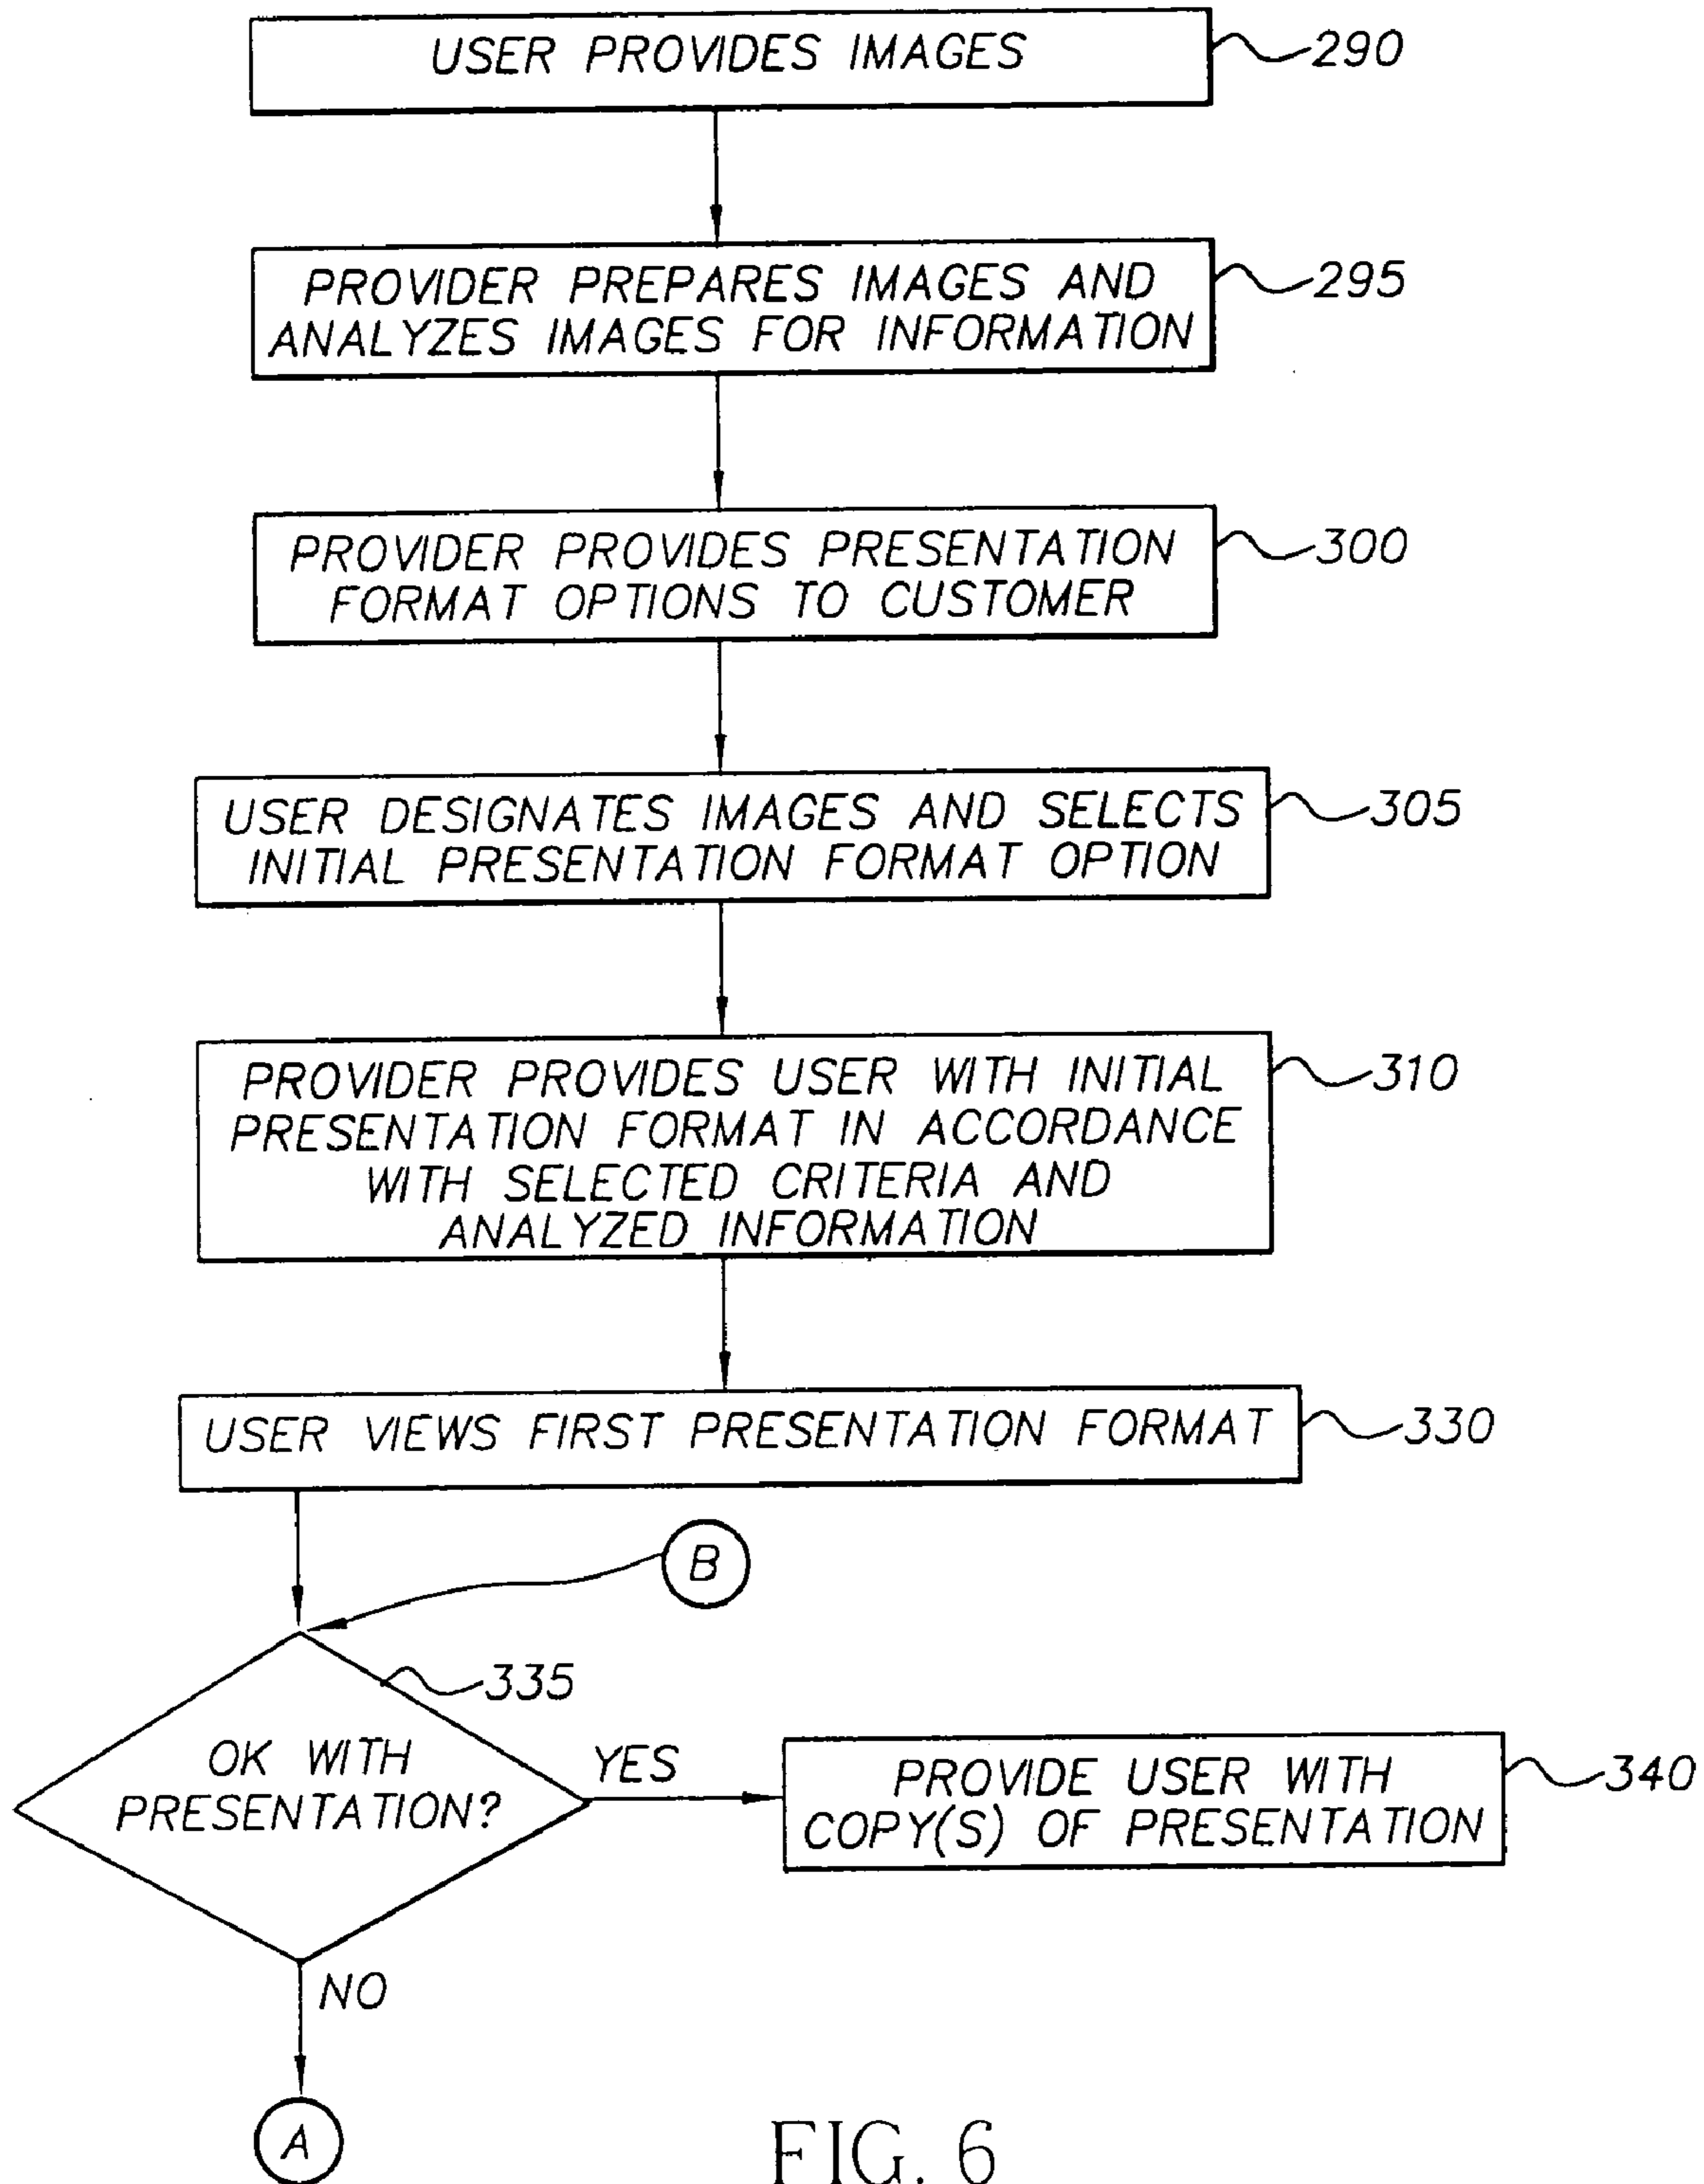 USER PROVIDES IMAGES
290
PROVIDER PREPARES IMAGES AND
ANALYZES IMAGES FOR INFORMATION
295
PROVIDER PROVIDES PRESENTATION
FORMAT OPTIONS TO CUSTOMER
300
USER DESIGNATES IMAGES AND SELECTS
INITIAL PRESENTATION FORMAT OPTION
305
PROVIDER PROVIDES USER WITH INITIAL
PRESENTATION FORMAT IN ACCORDANCE
WITH SELECTED CRITERIA AND
ANALYZED INFORMATION
310
USER VIEWS FIRST PRESENTATION FORMAT
330
B
335
OK WITH
PRESENTATION?
YES
PROVIDE USER WITH
COPY(S) OF PRESENTATION
340
NO
A
FIG. 6